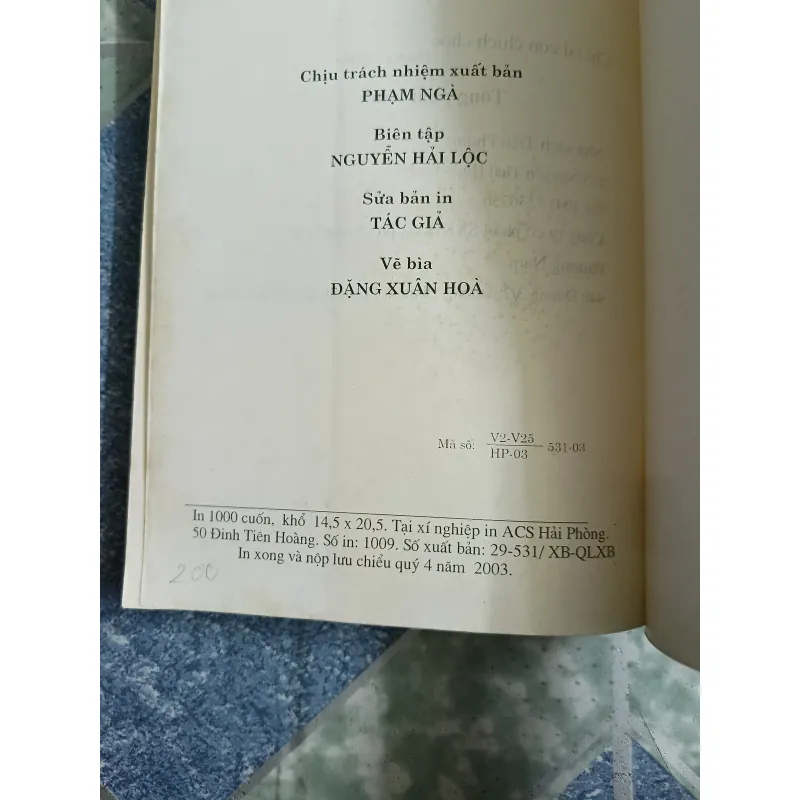 Chịu trách nhiệm xuất bản
PHẠM NGÀ
Biên tập
NGUYỄN HẢI LỘC
Sửa bản in
TÁC GIẢ
Vẽ bìa
ĐẶNG XUÂN HOÀ
Mã số: V2-V25
HP-03
531-03
In 1000 cuốn, khổ 14,5 x 20,5. Tại xí nghiệp in ACS Hải Phòng.
50 Đinh Tiên Hoàng. Số in: 1009. Số xuất bản: 29-531/ XB-QLXB
In xong và nộp lưu chiểu quý 4 năm 2003.
200